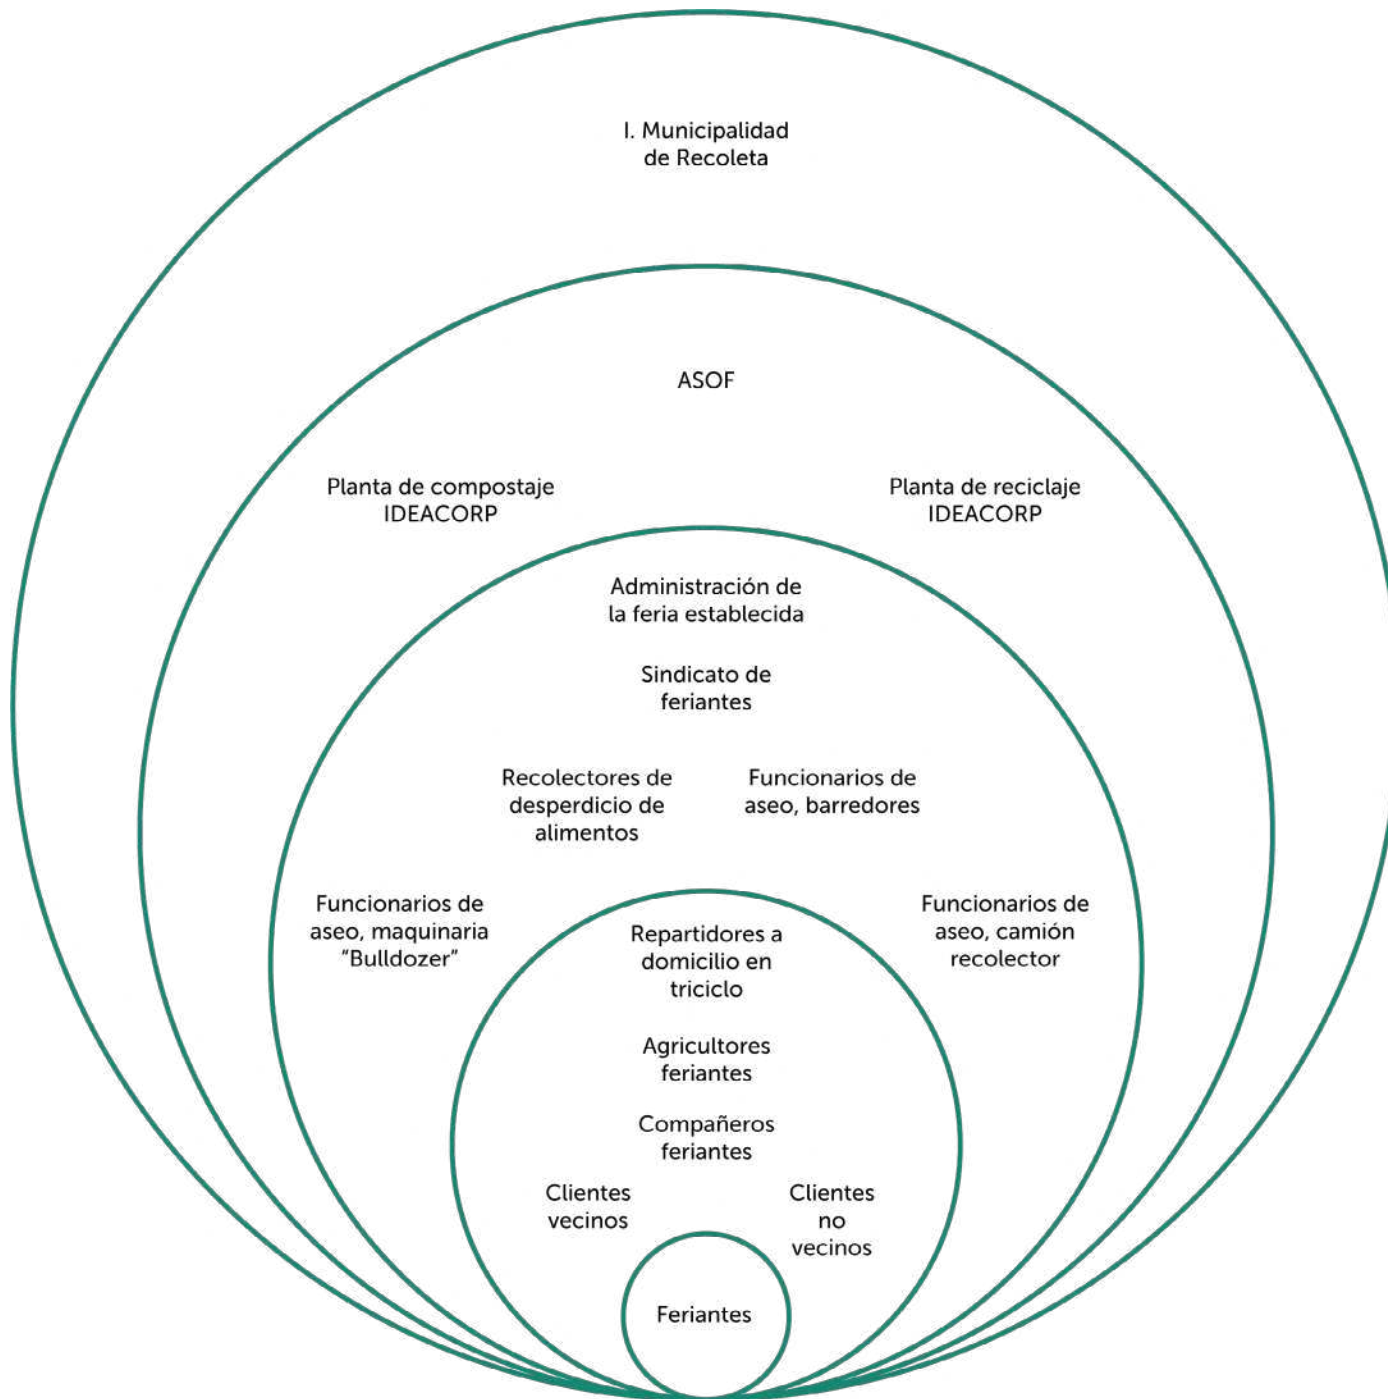 I. Municipalidad
de Recoleta
ASOF
Planta de compostaje
IDEACORP
Planta de reciclaje
IDEACORP
Administración de
la feria establecida
Sindicato de
feriantes
Recolectores de
desperdicio de
alimentos
Funcionarios de
aseo, barredores
Funcionarios de
aseo, maquinaria
“Bulldozer”
Repartidores a
domicilio en
triciclo
Funcionarios de
aseo, camión
recolector
Agricultores
feriantes
Compañeros
feriantes
Clientes
vecinos
Clientes
no
vecinos
Feriantes